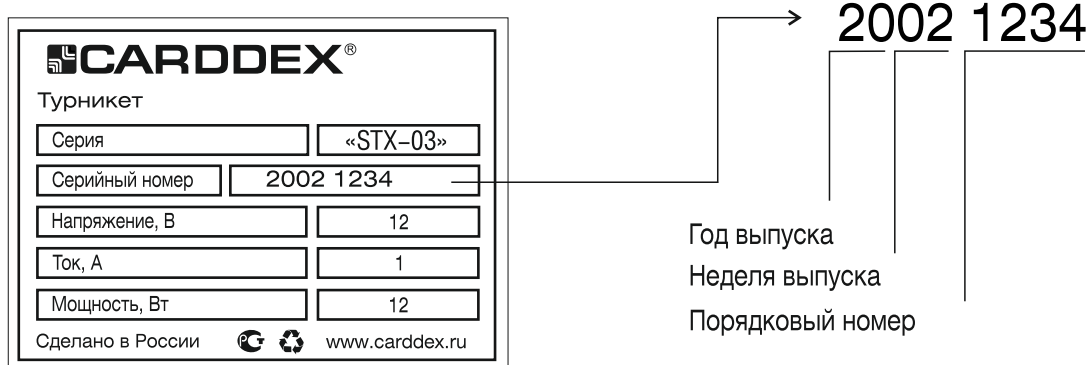 CARDDEX®
Турникет
Серия «STX-03»
Серийный номер 2002 1234
Напряжение, В 12
Ток, А 1
Мощность, Вт 12
Сделано в России РСТ www.carddex.ru
2002 1234
Год выпуска
Неделя выпуска
Порядковый номер